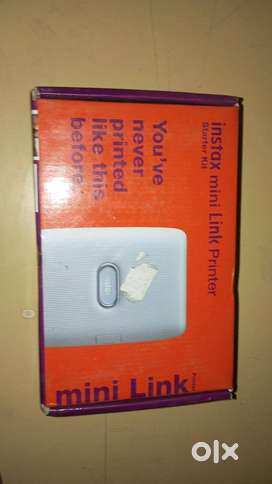 instax mini Link Printer
Starter Kit
You've
never
printed
like this
before
mini Link
olx